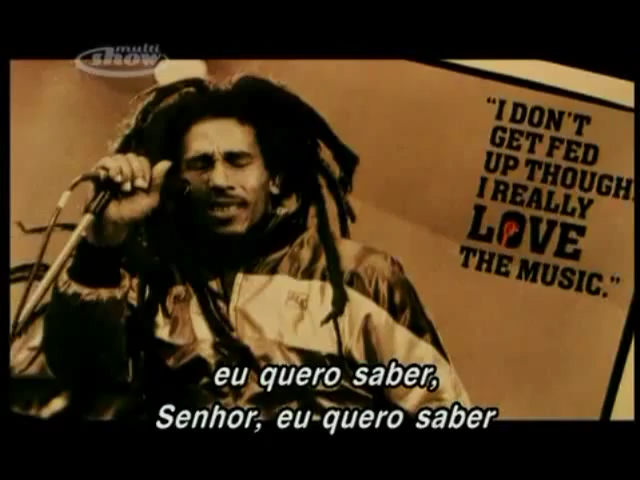 multi
show
"I DON'T
GET FED
UP THOUGH.
I REALLY
LOVE
THE MUSIC."
eu quero saber,
Senhor, eu quero saber